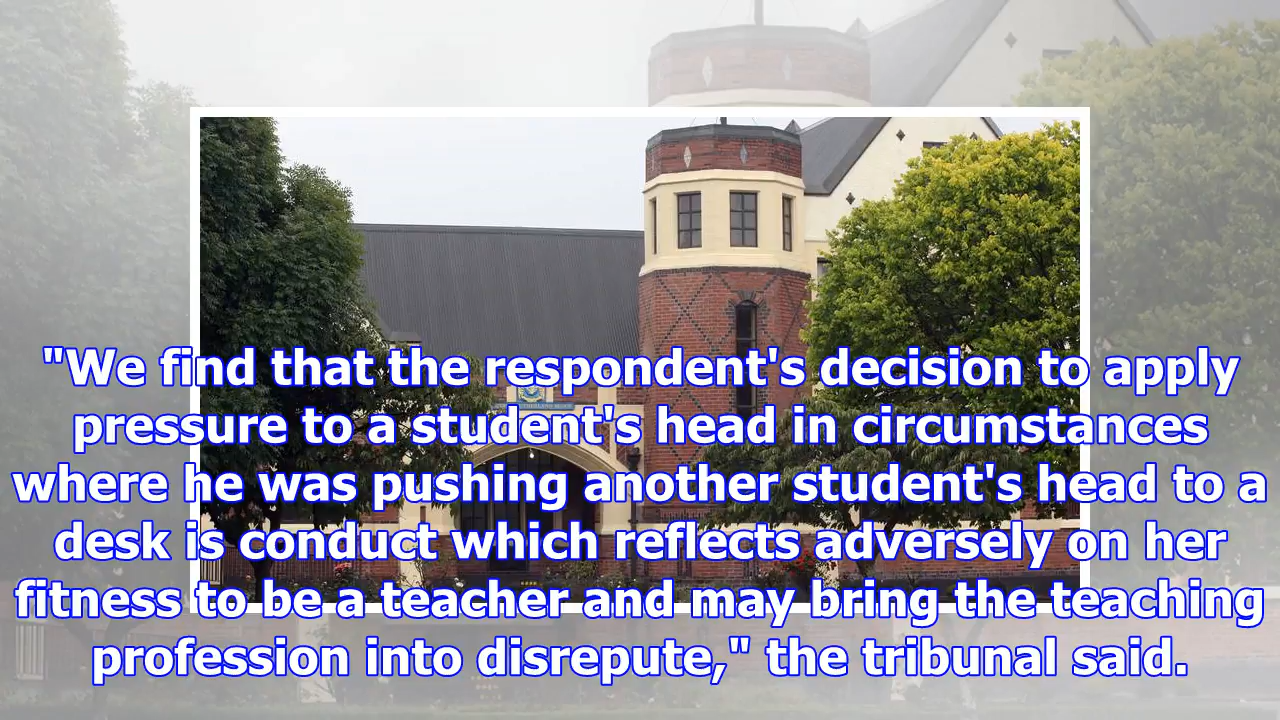 "We find that the respondent's decision to apply
pressure to a student's head in circumstances
where he was pushing another student's head to a
desk is conduct which reflects adversely on her
fitness to be a teacher and may bring the teaching
profession into disrepute," the tribunal said.